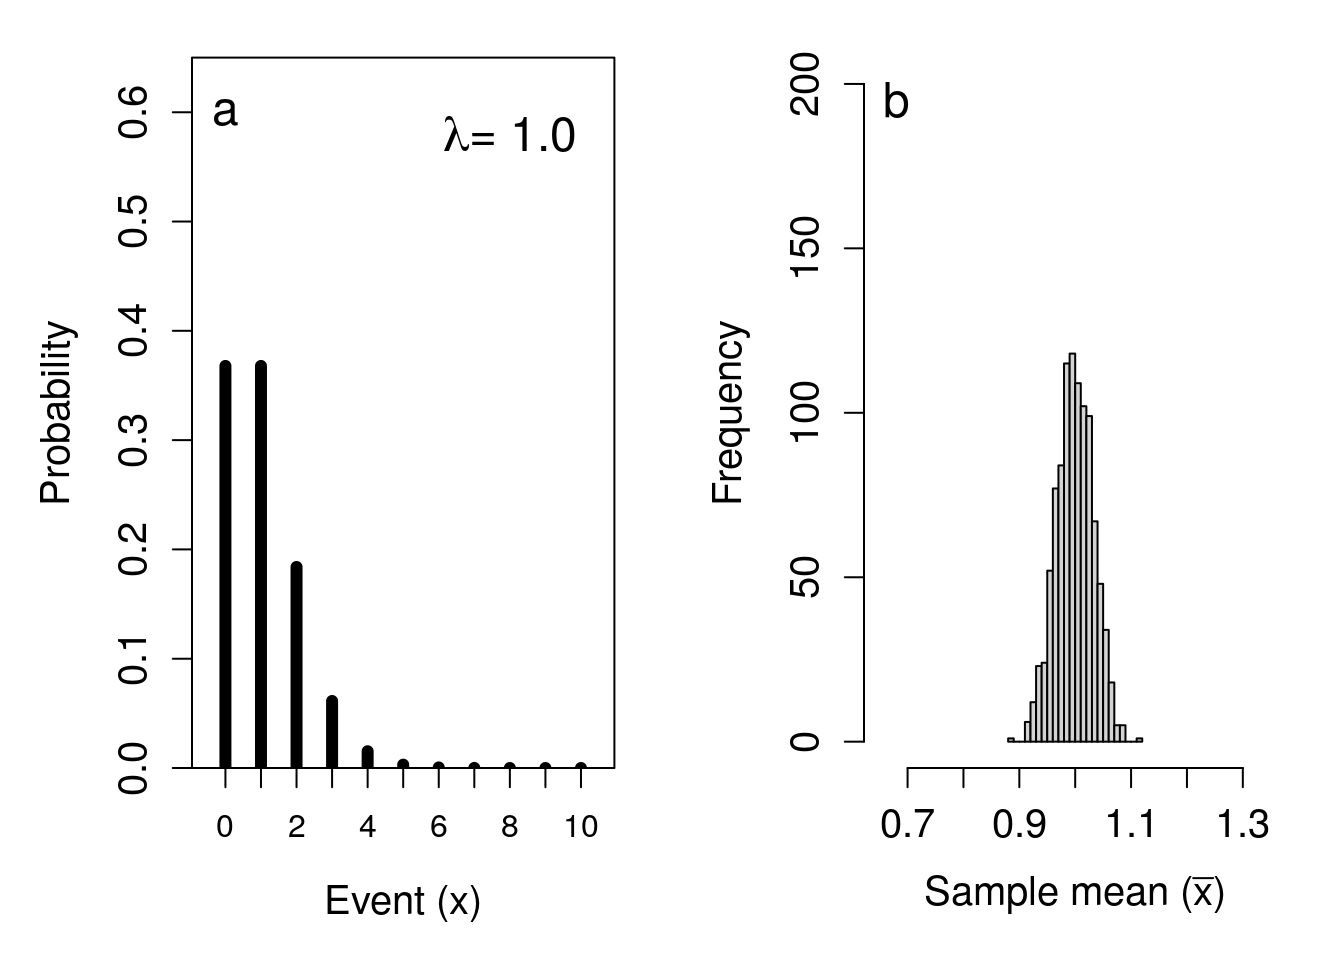 a
λ= 1.0
Probability
0.0 0.1 0.2 0.3 0.4 0.5 0.6
0 2 4 6 8 10
Event (x)
b
Frequency
0 50 100 150 200
0.7 0.9 1.1 1.3
Sample mean (x̅)